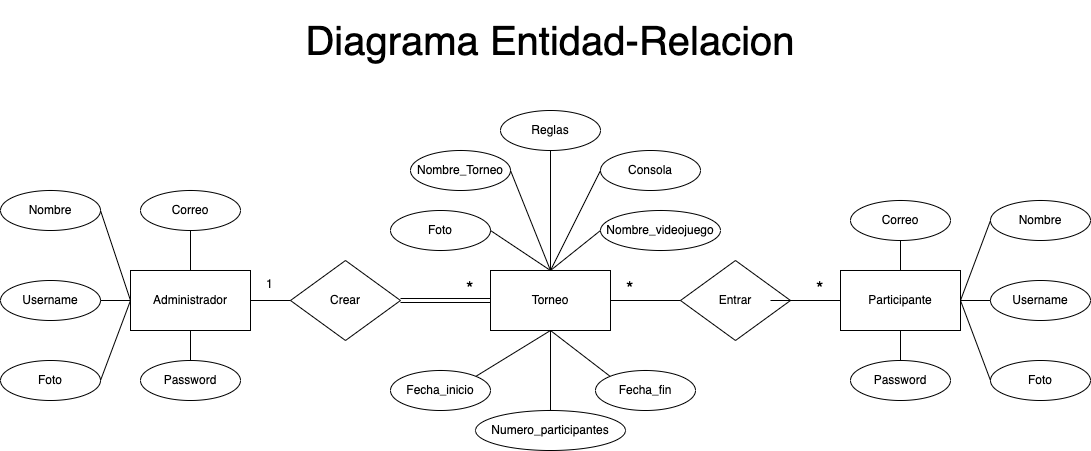 Diagrama Entidad-Relacion
Reglas
Nombre_Torneo
Consola
Nombre
Correo
Foto
Nombre_videojuego
Correo
Nombre
Username
Administrador
1
Crear
*
Torneo
*
Entrar
*
Participante
Username
Foto
Password
Fecha_inicio
Fecha_fin
Numero_participantes
Password
Foto